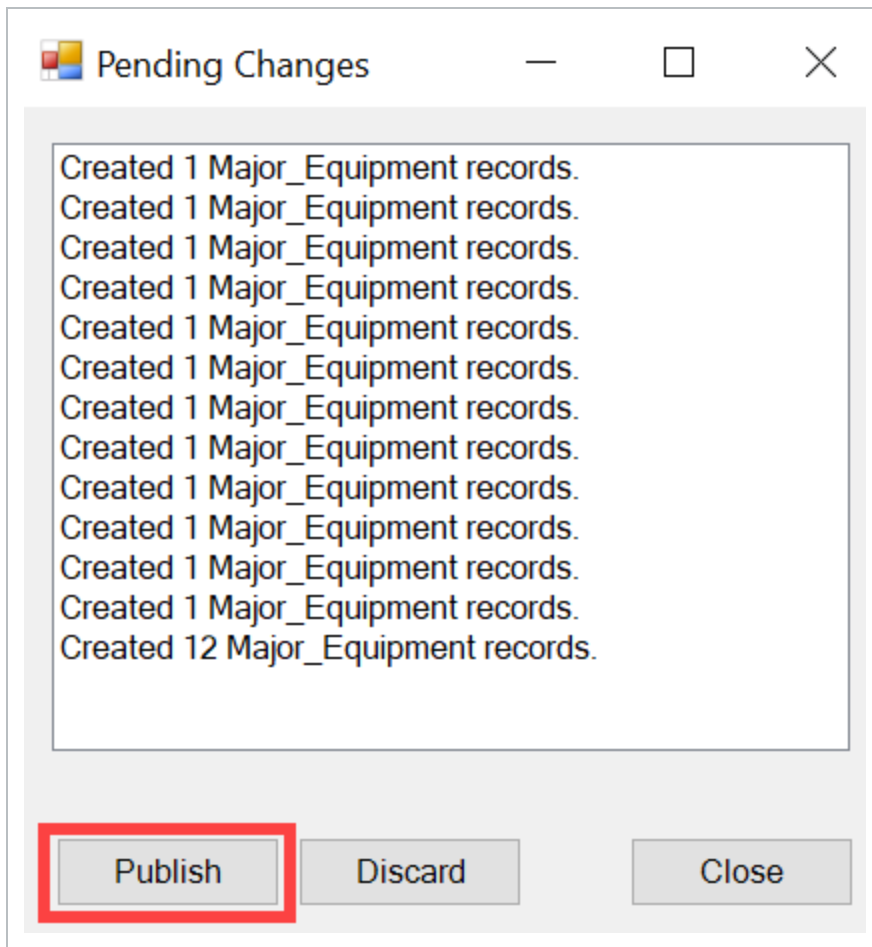 Pending Changes
Created 1 Major_Equipment records.
Created 1 Major_Equipment records.
Created 1 Major_Equipment records.
Created 1 Major_Equipment records.
Created 1 Major_Equipment records.
Created 1 Major_Equipment records.
Created 1 Major_Equipment records.
Created 1 Major_Equipment records.
Created 1 Major_Equipment records.
Created 1 Major_Equipment records.
Created 1 Major_Equipment records.
Created 1 Major_Equipment records.
Created 12 Major_Equipment records.
Publish Discard Close